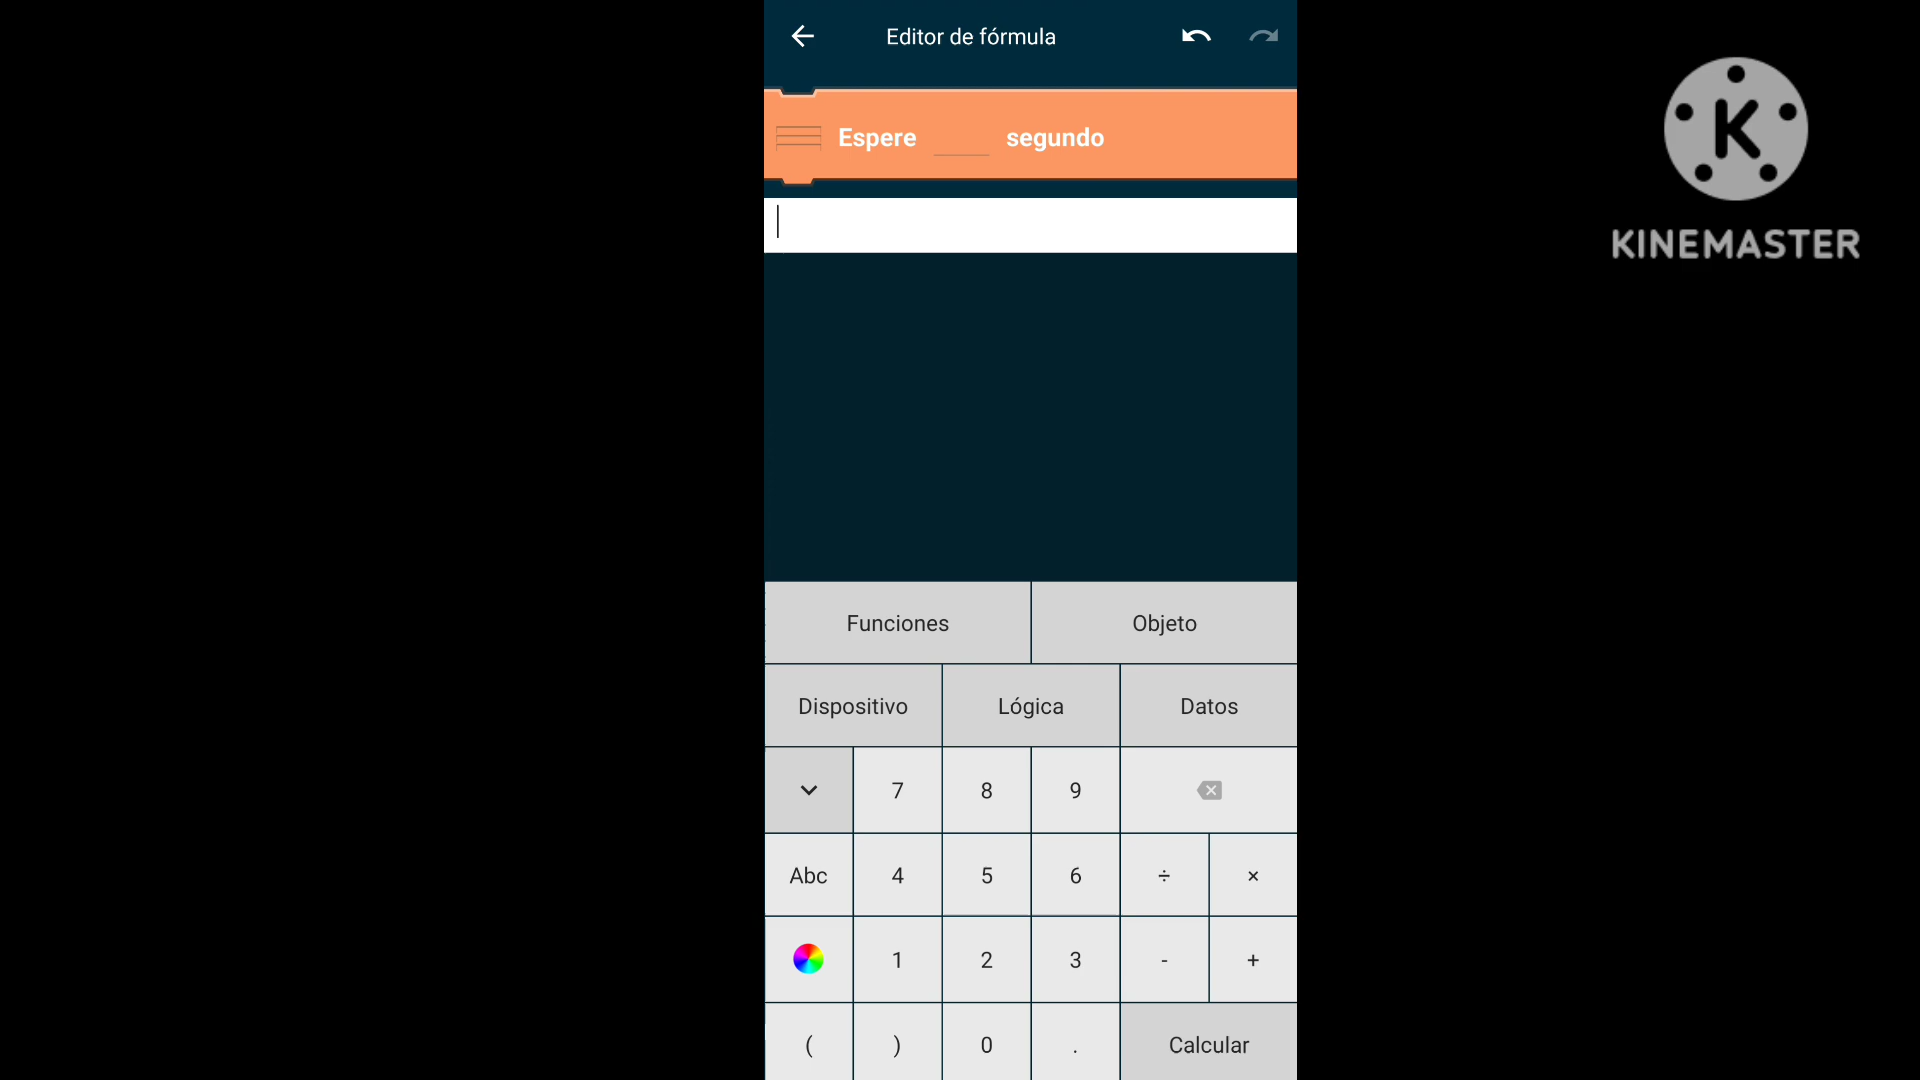 Editor de fórmula
Espere ____ segundo
K
KINEMASTER
Funciones Objeto
Dispositivo Lógica Datos
7 8 9
Abc 4 5 6 ÷ ×
1 2 3 - +
( ) 0 . Calcular